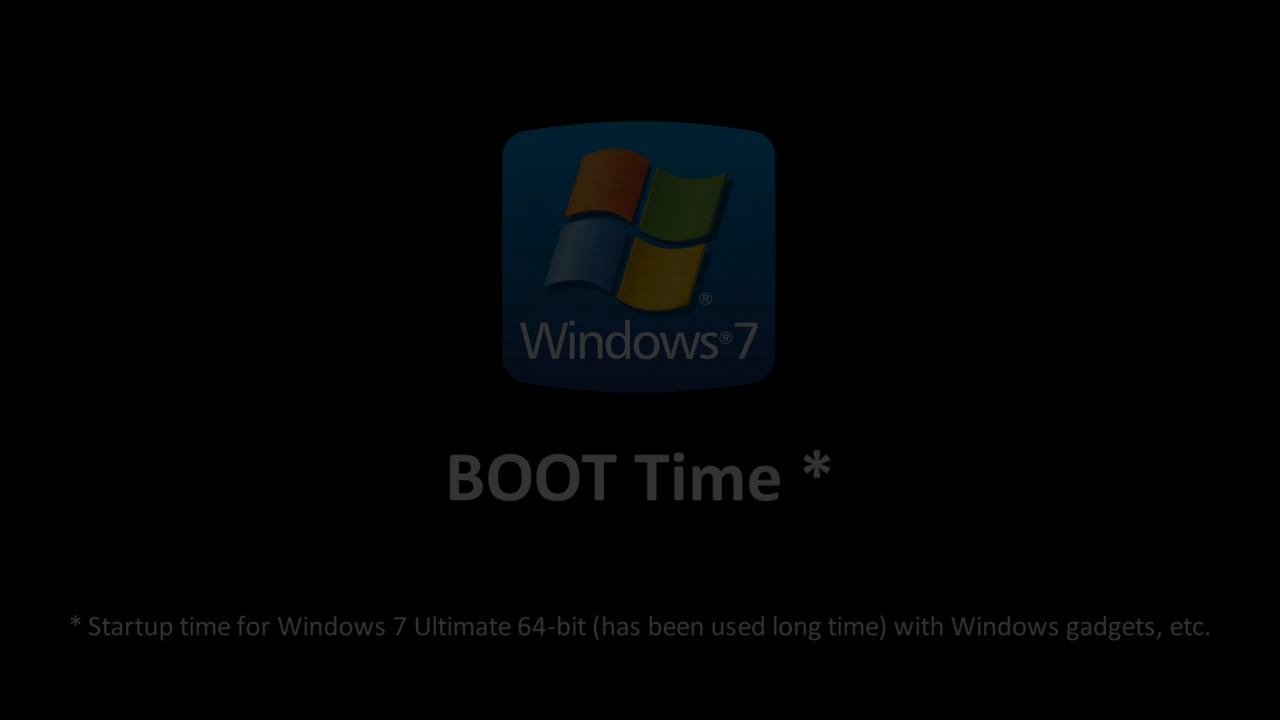 ®
Windows®7
BOOT Time *
* Startup time for Windows 7 Ultimate 64-bit (has been used long time) with Windows gadgets, etc.